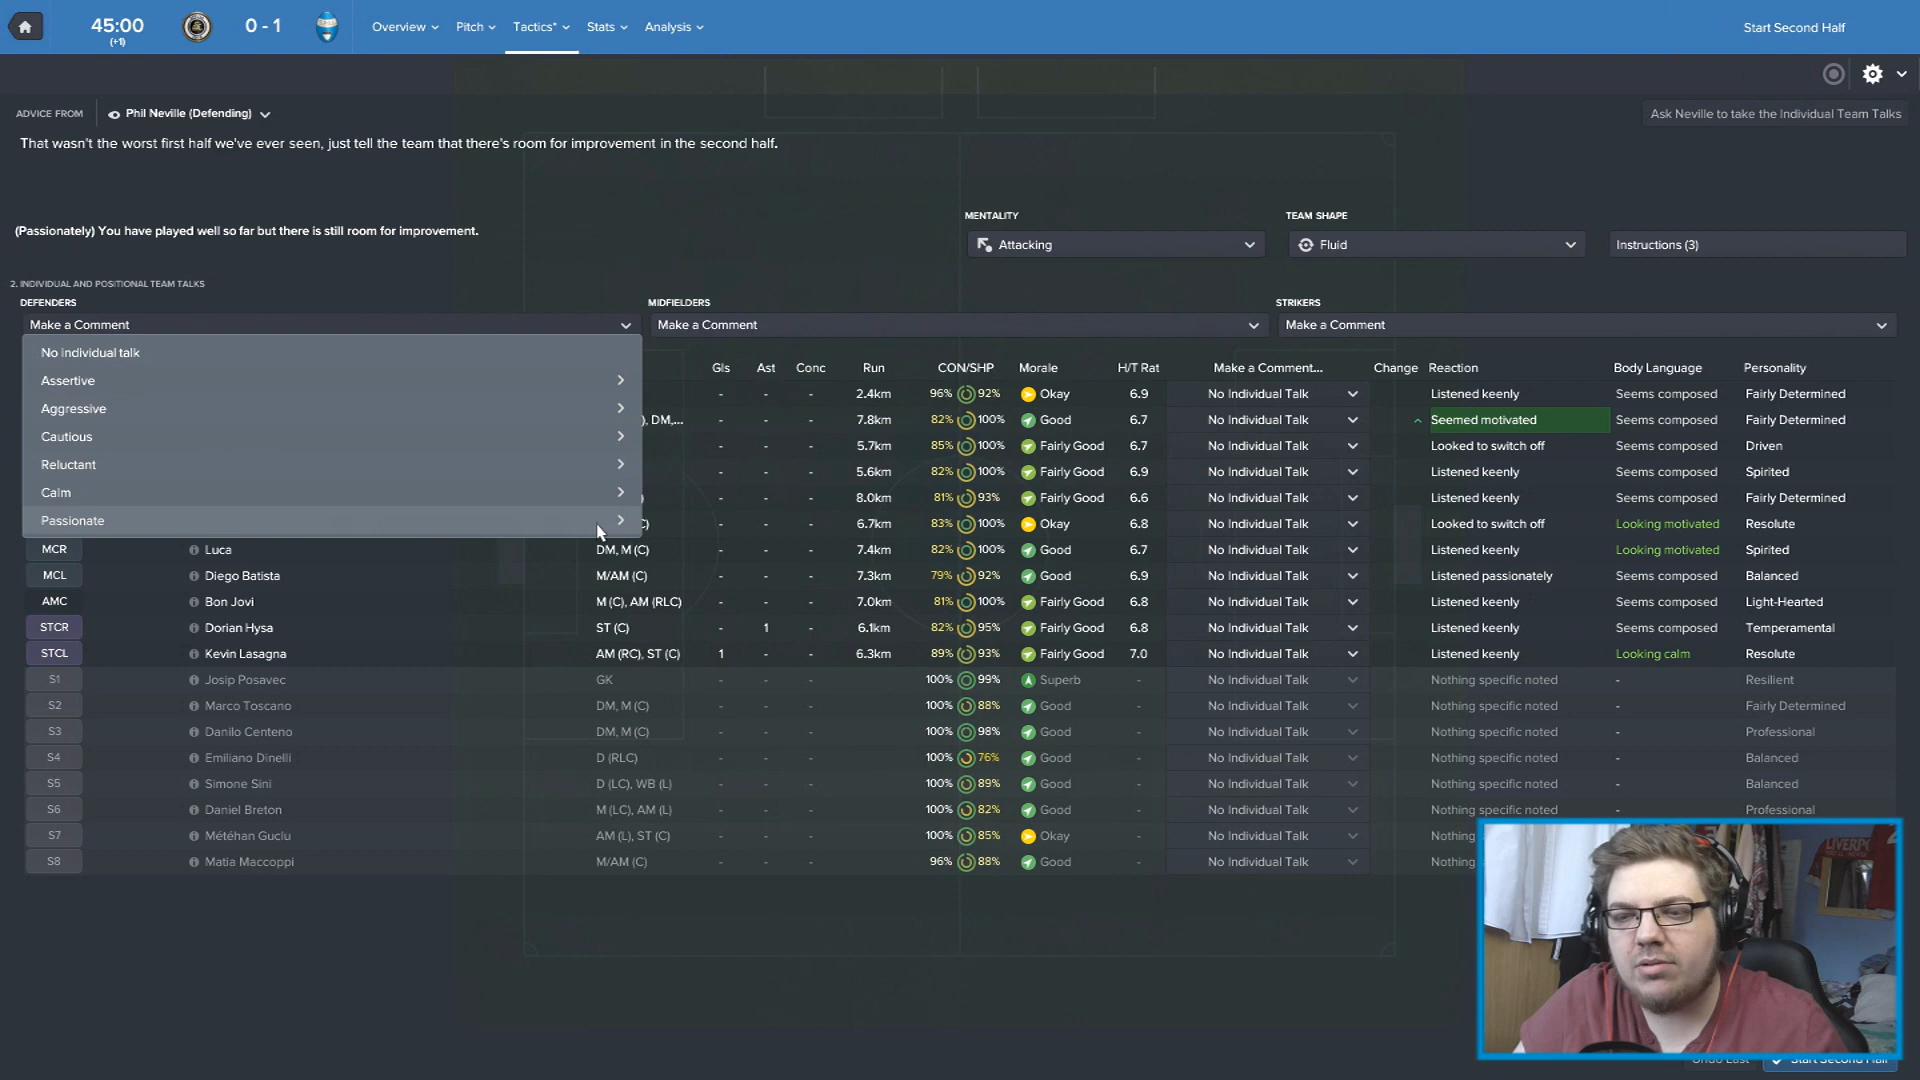 45:00
(+1)
0 - 1
Overview
Pitch
Tactics*
Stats
Analysis
Start Second Half
ADVICE FROM
Phil Neville (Defending)
Ask Neville to take the Individual Team Talks
That wasn't the worst first half we've ever seen, just tell the team that there's room for improvement in the second half.
MENTALITY
TEAM SHAPE
(Passionately) You have played well so far but there is still room for improvement.
Attacking
Fluid
Instructions (3)
2. INDIVIDUAL AND POSITIONAL TEAM TALKS
DEFENDERS
MIDFIELDERS
STRIKERS
Make a Comment
Make a Comment
Make a Comment
No individual talk
Assertive
Aggressive
Cautious
Reluctant
Calm
Passionate
Gls Ast Conc Run CON/SHP Morale H/T Rat Make a Comment... Change Reaction Body Language Personality
- - - 2.4km 96% 92% Okay 6.9 No Individual Talk Listened keenly Seems composed Fairly Determined
), DM,... - - - 7.8km 82% 100% Good 6.7 No Individual Talk Seemed motivated Seems composed Fairly Determined
- - - 5.7km 85% 100% Fairly Good 6.7 No Individual Talk Looked to switch off Seems composed Driven
- - - 5.6km 82% 100% Fairly Good 6.9 No Individual Talk Listened keenly Seems composed Spirited
) - - - 8.0km 81% 93% Fairly Good 6.6 No Individual Talk Listened keenly Seems composed Fairly Determined
C) - - - 6.7km 83% 100% Okay 6.8 No Individual Talk Looked to switch off Looking motivated Resolute
MCR Luca DM, M (C) - - - 7.4km 82% 100% Good 6.7 No Individual Talk Listened keenly Looking motivated Spirited
MCL Diego Batista M/AM (C) - - - 7.3km 79% 92% Good 6.9 No Individual Talk Listened passionately Seems composed Balanced
AMC Bon Jovi M (C), AM (RLC) - - - 7.0km 81% 100% Fairly Good 6.8 No Individual Talk Listened keenly Seems composed Light-Hearted
STCR Dorian Hysa ST (C) - 1 - 6.1km 82% 95% Fairly Good 6.8 No Individual Talk Listened keenly Seems composed Temperamental
STCL Kevin Lasagna AM (RC), ST (C) 1 - - 6.3km 89% 93% Fairly Good 7.0 No Individual Talk Listened keenly Looking calm Resolute
S1 Josip Posavec GK - - - 100% 99% Superb - No Individual Talk Nothing specific noted - Resilient
S2 Marco Toscano DM, M (C) - - - 100% 88% Good - No Individual Talk Nothing specific noted - Fairly Determined
S3 Danilo Centeno DM, M (C) - - - 100% 98% Good - No Individual Talk Nothing specific noted - Professional
S4 Emiliano Dinelli D (RLC) - - - 100% 76% Good - No Individual Talk Nothing specific noted - Balanced
S5 Simone Sini D (LC), WB (L) - - - 100% 89% Good - No Individual Talk Nothing specific noted - Balanced
S6 Daniel Breton M (LC), AM (L) - - - 100% 82% Good - No Individual Talk Nothing specific noted - Professional
S7 Météhan Guclu AM (L), ST (C) - - - 100% 85% Okay - No Individual Talk Nothing
S8 Matia Maccoppi M/AM (C) - - - 96% 88% Good - No Individual Talk Nothing
LIVERPO
Undo Last
Start Second Half